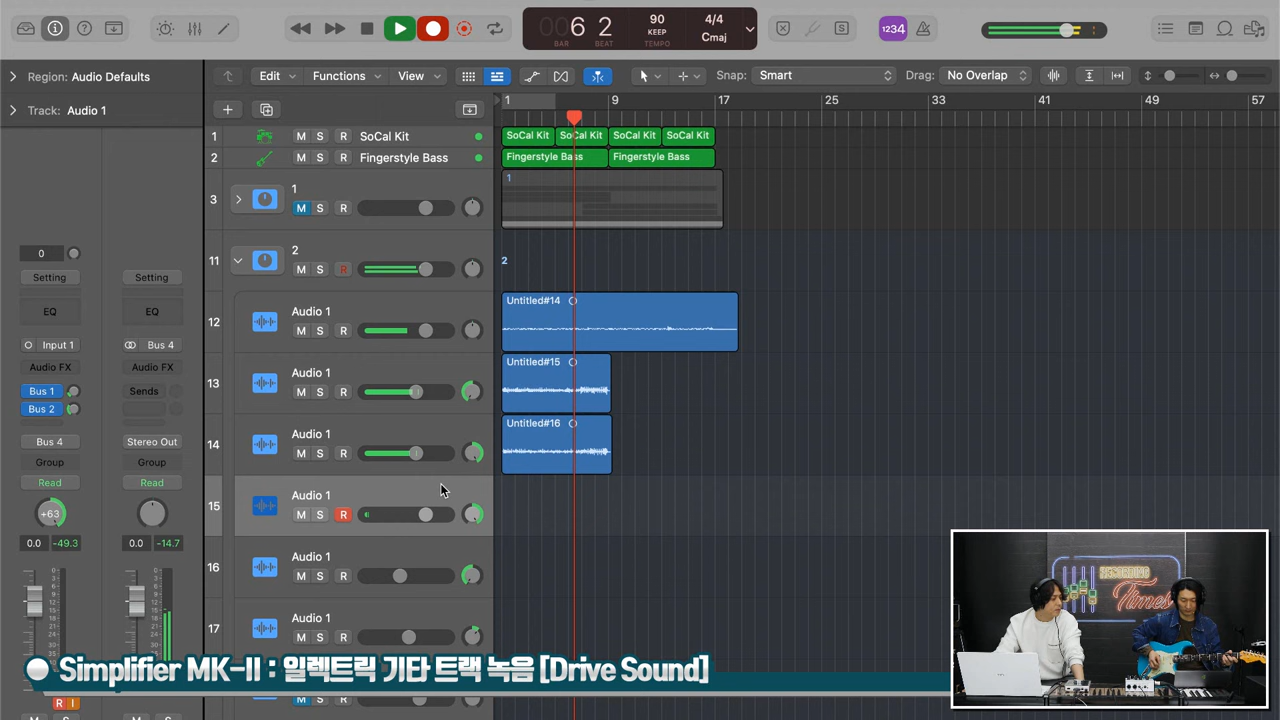 006 2
BAR BEAT
90
KEEP
TEMPO
4/4
Cmaj
S
1234
Region: Audio Defaults
Track: Audio 1
Edit
Functions
View
Snap: Smart
Drag: No Overlap
1 9 17 25 33 41 49 57
1 M S R SoCal Kit
SoCal Kit SoCal Kit SoCal Kit SoCal Kit
2 M S R Fingerstyle Bass
Fingerstyle Bass Fingerstyle Bass
3 1
M S R
1
11 2
M S R
2
12 Audio 1
M S R
Untitled#14
13 Audio 1
M S R
Untitled#15
14 Audio 1
M S R
Untitled#16
15 Audio 1
M S R
16 Audio 1
M S R
17 Audio 1
M S R
0
Setting Setting
EQ EQ
Input 1 Bus 4
Audio FX Audio FX
Bus 1 Sends
Bus 2
Bus 4 Stereo Out
Group Group
Read Read
+63
0.0 -49.3 0.0 -14.7
R I
M S M S
RECORDING
Times
Simplifier MK-II : 일렉트릭 기타 트랙 녹음 [Drive Sound]